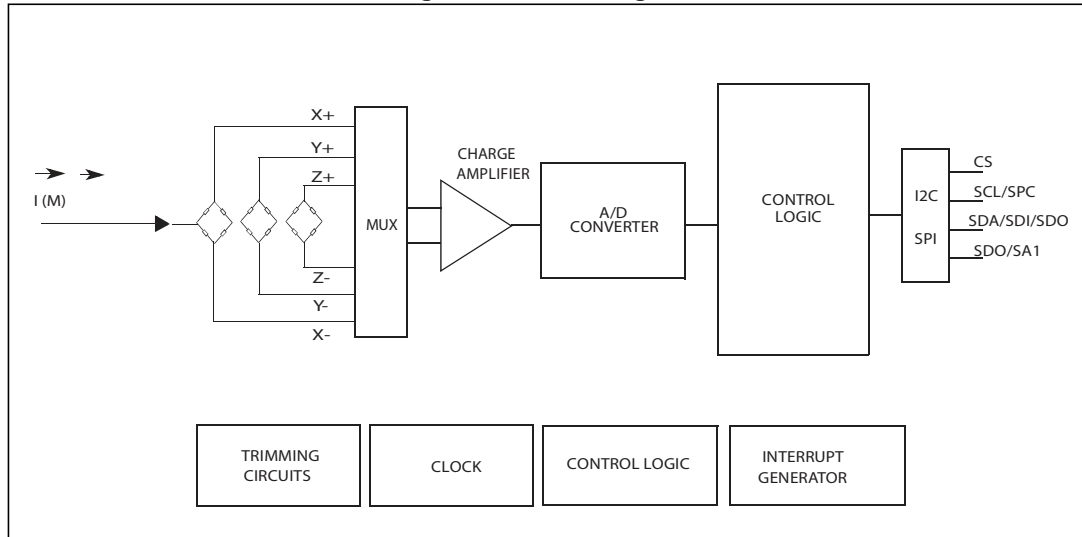 X+
Y+
Z+
I (M)
Z-
Y-
X-
MUX
CHARGE
AMPLIFIER
A/D
CONVERTER
CONTROL
LOGIC
I2C
SPI
CS
SCL/SPC
SDA/SDI/SDO
SDO/SA1
TRIMMING
CIRCUITS
CLOCK
CONTROL LOGIC
INTERRUPT
GENERATOR